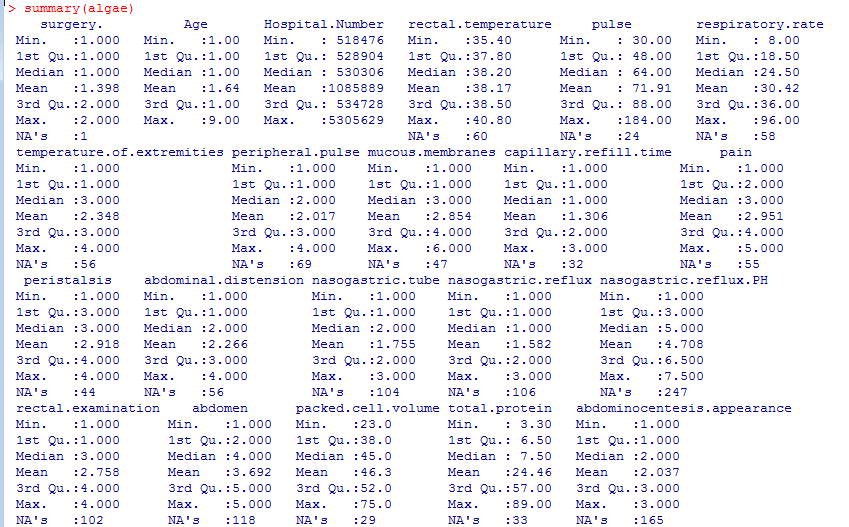 > summary(algae)
surgery. Age Hospital.Number rectal.temperature pulse respiratory.rate
Min. :1.000 Min. :1.00 Min. : 518476 Min. :35.40 Min. : 30.00 Min. : 8.00
1st Qu.:1.000 1st Qu.:1.00 1st Qu.: 528904 1st Qu.:37.80 1st Qu.: 48.00 1st Qu.:18.50
Median :1.000 Median :1.00 Median : 530306 Median :38.20 Median : 64.00 Median :24.50
Mean :1.398 Mean :1.64 Mean :1085889 Mean :38.17 Mean : 71.91 Mean :30.42
3rd Qu.:2.000 3rd Qu.:1.00 3rd Qu.: 534728 3rd Qu.:38.50 3rd Qu.: 88.00 3rd Qu.:36.00
Max. :2.000 Max. :9.00 Max. :5305629 Max. :40.80 Max. :184.00 Max. :96.00
NA's :1 NA's :60 NA's :24 NA's :58
temperature.of.extremities peripheral.pulse mucous.membranes capillary.refill.time pain
Min. :1.000 Min. :1.000 Min. :1.000 Min. :1.000 Min. :1.000
1st Qu.:1.000 1st Qu.:1.000 1st Qu.:1.000 1st Qu.:1.000 1st Qu.:2.000
Median :3.000 Median :2.000 Median :3.000 Median :1.000 Median :3.000
Mean :2.348 Mean :2.017 Mean :2.854 Mean :1.306 Mean :2.951
3rd Qu.:3.000 3rd Qu.:3.000 3rd Qu.:4.000 3rd Qu.:2.000 3rd Qu.:4.000
Max. :4.000 Max. :4.000 Max. :6.000 Max. :3.000 Max. :5.000
NA's :56 NA's :69 NA's :47 NA's :32 NA's :55
peristalsis abdominal.distension nasogastric.tube nasogastric.reflux nasogastric.reflux.PH
Min. :1.000 Min. :1.000 Min. :1.000 Min. :1.000 Min. :1.000
1st Qu.:3.000 1st Qu.:1.000 1st Qu.:1.000 1st Qu.:1.000 1st Qu.:3.000
Median :3.000 Median :2.000 Median :2.000 Median :1.000 Median :5.000
Mean :2.918 Mean :2.266 Mean :1.755 Mean :1.582 Mean :4.708
3rd Qu.:4.000 3rd Qu.:3.000 3rd Qu.:2.000 3rd Qu.:2.000 3rd Qu.:6.500
Max. :4.000 Max. :4.000 Max. :3.000 Max. :3.000 Max. :7.500
NA's :44 NA's :56 NA's :104 NA's :106 NA's :247
rectal.examination abdomen packed.cell.volume total.protein abdominocentesis.appearance
Min. :1.000 Min. :1.000 Min. :23.0 Min. : 3.30 Min. :1.000
1st Qu.:1.000 1st Qu.:2.000 1st Qu.:38.0 1st Qu.: 6.50 1st Qu.:1.000
Median :3.000 Median :4.000 Median :45.0 Median : 7.50 Median :2.000
Mean :2.758 Mean :3.692 Mean :46.3 Mean :24.46 Mean :2.037
3rd Qu.:4.000 3rd Qu.:5.000 3rd Qu.:52.0 3rd Qu.:57.00 3rd Qu.:3.000
Max. :4.000 Max. :5.000 Max. :75.0 Max. :89.00 Max. :3.000
NA's :102 NA's :118 NA's :29 NA's :33 NA's :165